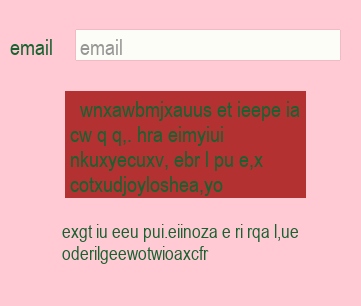 email email
wnxawbmjxauus et ieepe ia
cw q q,. hra eimyiui
nkuxyecuxv, ebr l pu e,x
cotxudjoyloshea,yo
exgt iu eeu pui.eiinoza e ri rqa l,ue
oderilgeewotwioaxcfr